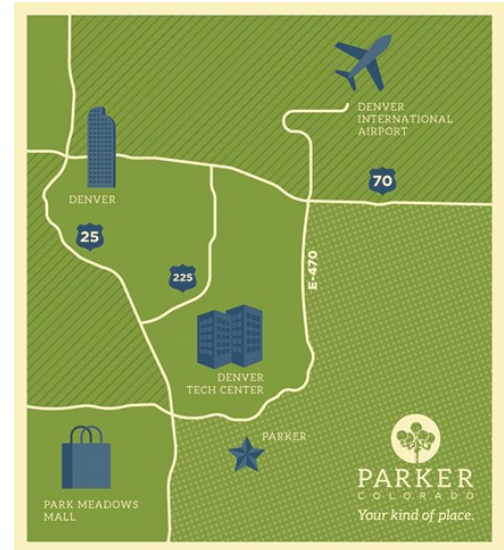 DENVER
INTERNATIONAL
AIRPORT
70
DENVER
25
225
E-470
DENVER
TECH CENTER
PARKER
PARK MEADOWS
MALL
PARKER
COLORADO
Your kind of place.